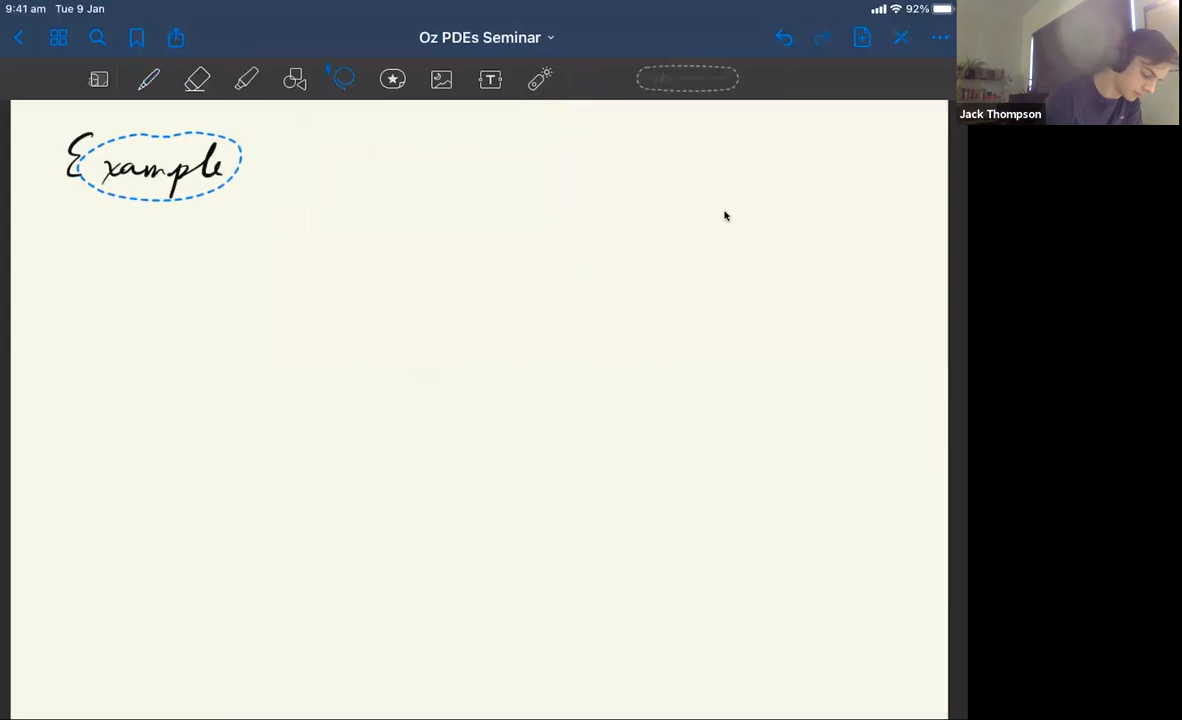 9:41 am Tue 9 Jan 92%
Oz PDEs Seminar
T
Jack Thompson
Example